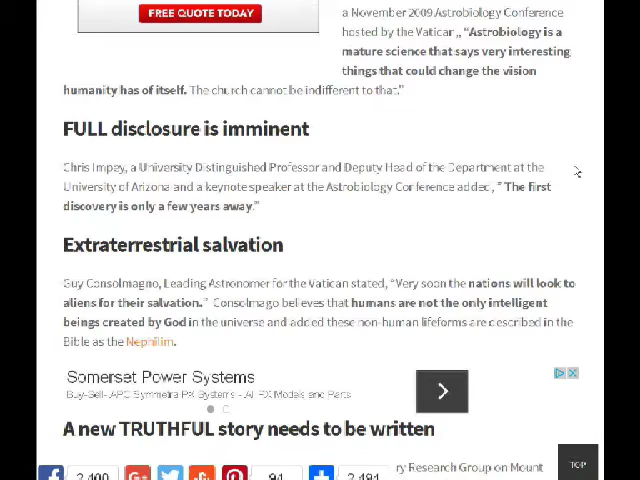 FREE QUOTE TODAY
a November 2009 Astrobiology Conference
hosted by the Vatican,, “Astrobiology is a
mature science that says very interesting
things that could change the vision
humanity has of itself. The church cannot be indifferent to that.”
FULL disclosure is imminent
Chris Impey, a University Distinguished Professor and Deputy Head of the Department at the
University of Arizona and a keynote speaker at the Astrobiology Conference added, ” The first
discovery is only a few years away.”
Extraterrestrial salvation
Guy Consolmagno, Leading Astronomer for the Vatican stated, “Very soon the nations will look to
aliens for their salvation.” Consolmago believes that humans are not the only intelligent
beings created by God in the universe and added these non-human lifeforms are described in the
Bible as the Nephilim.
Somerset Power Systems
Buy-Sell- APC Symmetra PX Systems - All PX Models and Parts
A new TRUTHFUL story needs to be written
TOP
ry Research Group on Mount
2,400
94
2,494